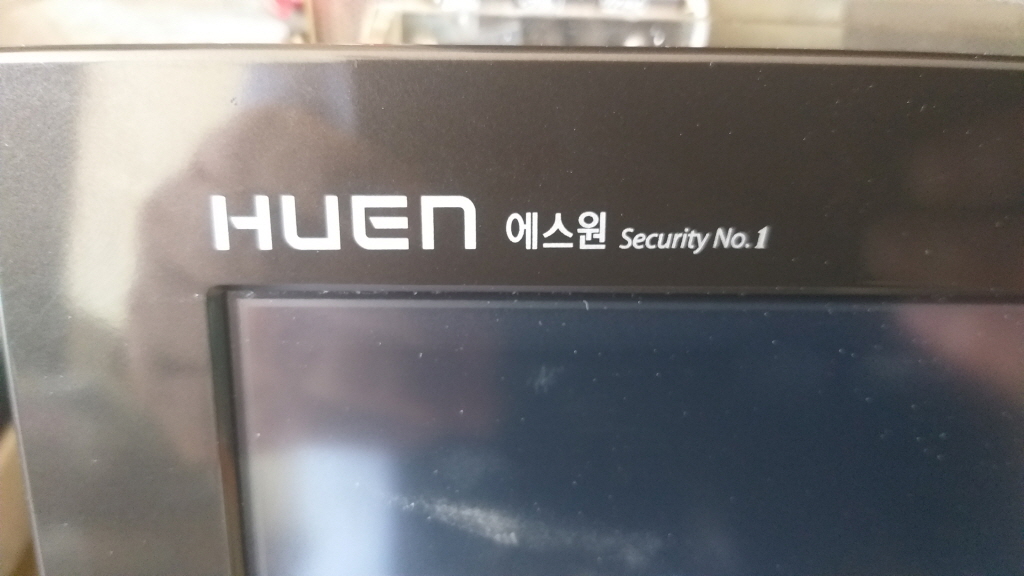 HUEN 에스원 Security No.1